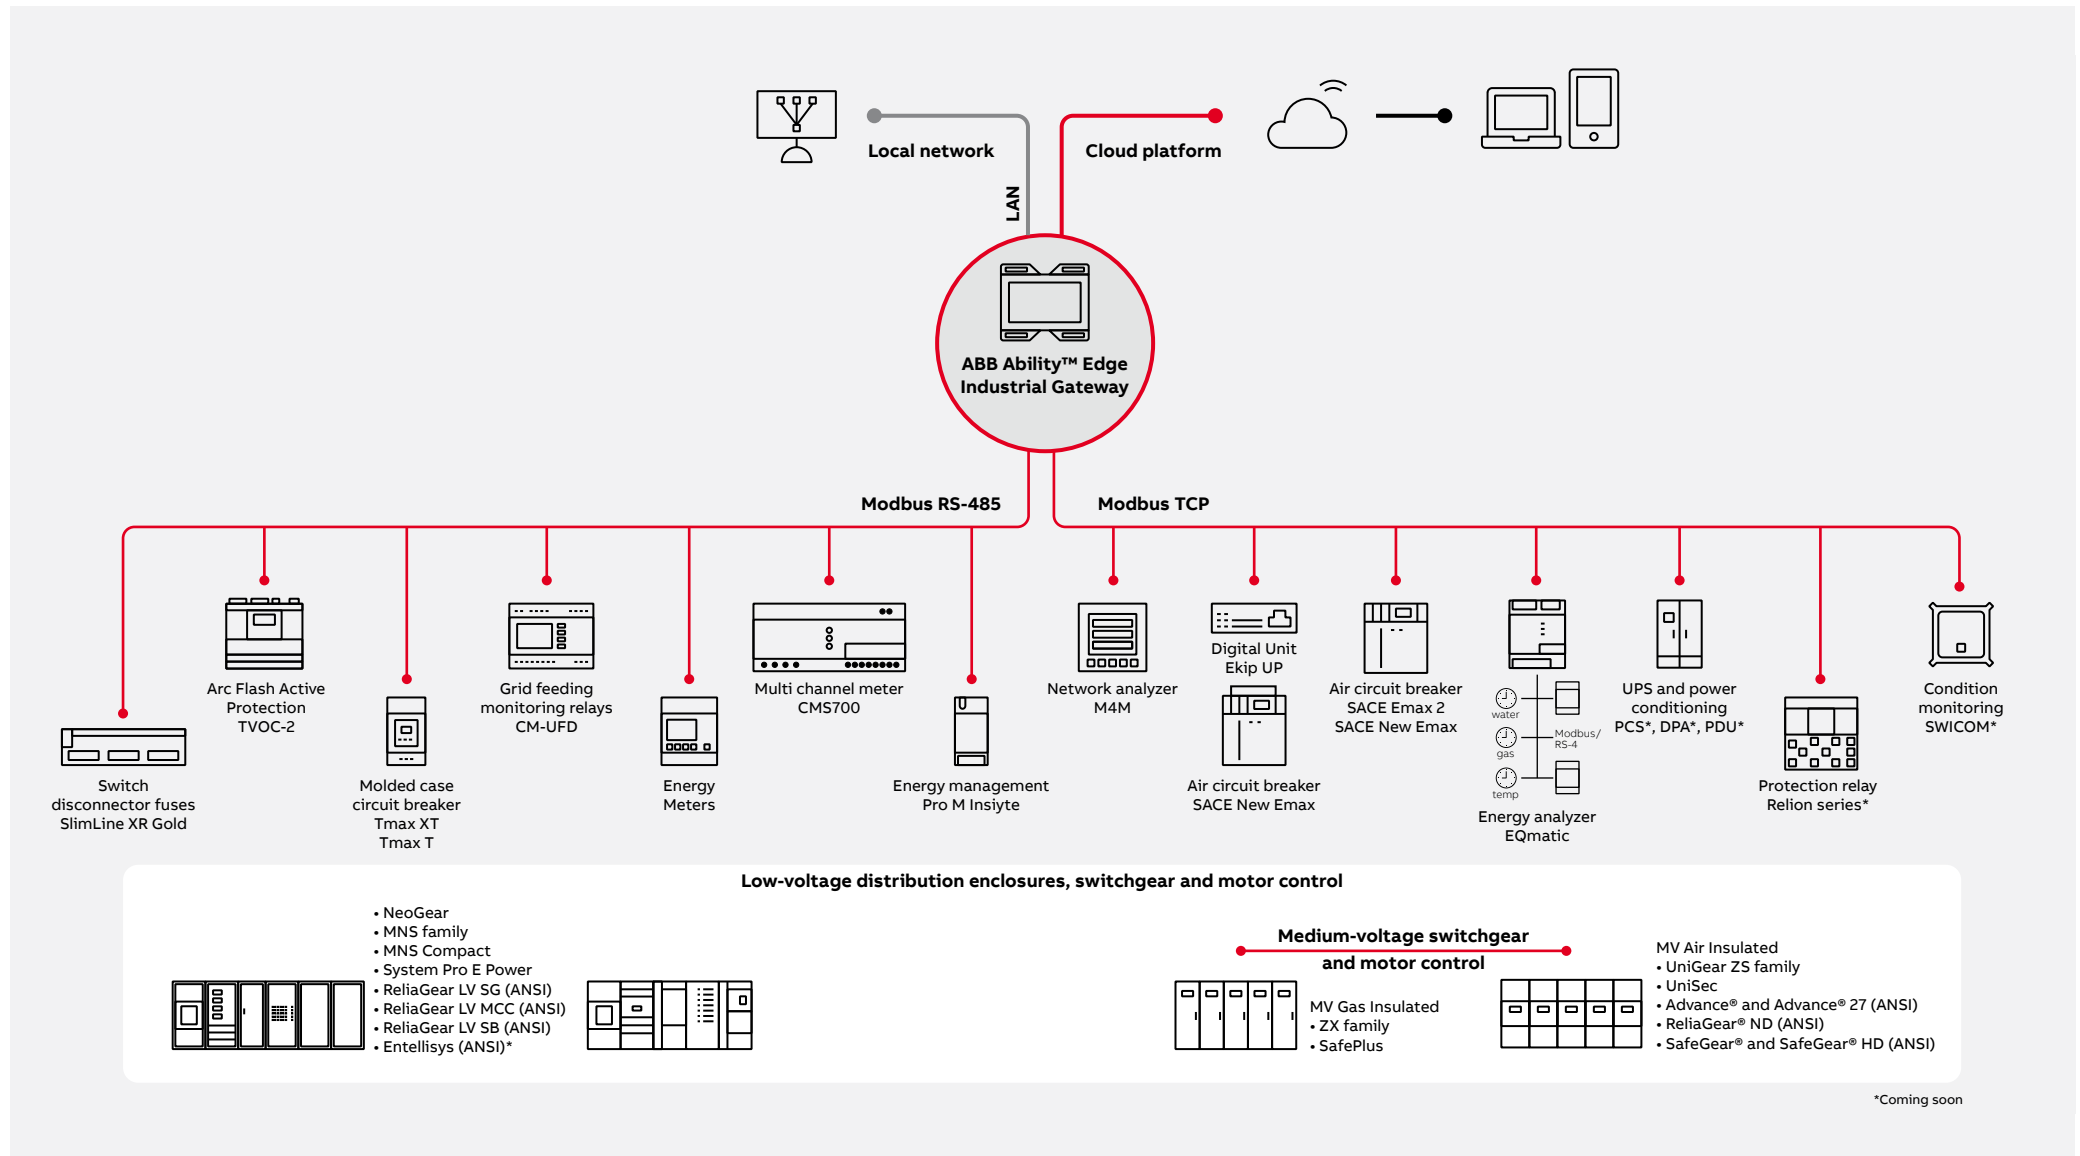 Local network
Cloud platform
LAN
ABB Ability™ Edge
Industrial Gateway
Modbus RS-485
Modbus TCP
Switch
disconnector fuses
SlimLine XR Gold
Arc Flash Active
Protection
TVOC-2
Molded case
circuit breaker
Tmax XT
Tmax T
Grid feeding
monitoring relays
CM-UFD
Energy
Meters
Multi channel meter
CMS700
Energy management
Pro M Insiyte
Network analyzer
M4M
Digital Unit
Ekip UP
Air circuit breaker
SACE New Emax
Air circuit breaker
SACE Emax 2
SACE New Emax
water
gas
temp
Modbus/
RS-4
Energy analyzer
EQmatic
UPS and power
conditioning
PCS*, DPA*, PDU*
Protection relay
Relion series*
Condition
monitoring
SWICOM*
Low-voltage distribution enclosures, switchgear and motor control
• NeoGear
• MNS family
• MNS Compact
• System Pro E Power
• ReliaGear LV SG (ANSI)
• ReliaGear LV MCC (ANSI)
• ReliaGear LV SB (ANSI)
• Entellisys (ANSI)*
Medium-voltage switchgear
and motor control
MV Gas Insulated
• ZX family
• SafePlus
MV Air Insulated
• UniGear ZS family
• UniSec
• Advance® and Advance® 27 (ANSI)
• ReliaGear® ND (ANSI)
• SafeGear® and SafeGear® HD (ANSI)
*Coming soon